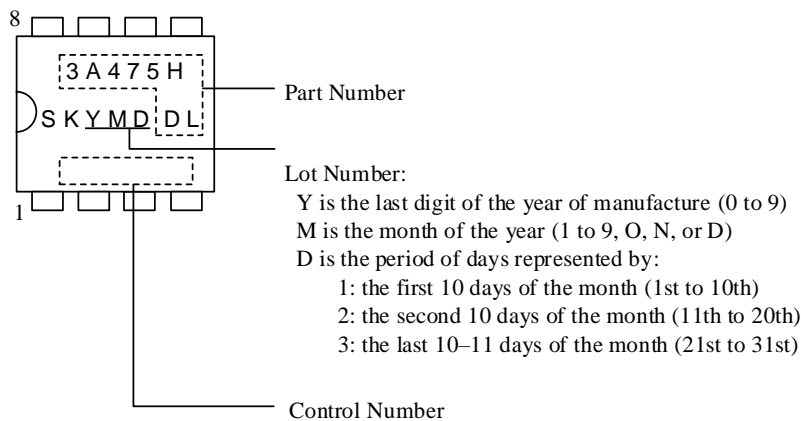 8
3A475H
Part Number
SKYMD DL
1
Lot Number:
Y is the last digit of the year of manufacture (0 to 9)
M is the month of the year (1 to 9, O, N, or D)
D is the period of days represented by:
1: the first 10 days of the month (1st to 10th)
2: the second 10 days of the month (11th to 20th)
3: the last 10–11 days of the month (21st to 31st)
Control Number